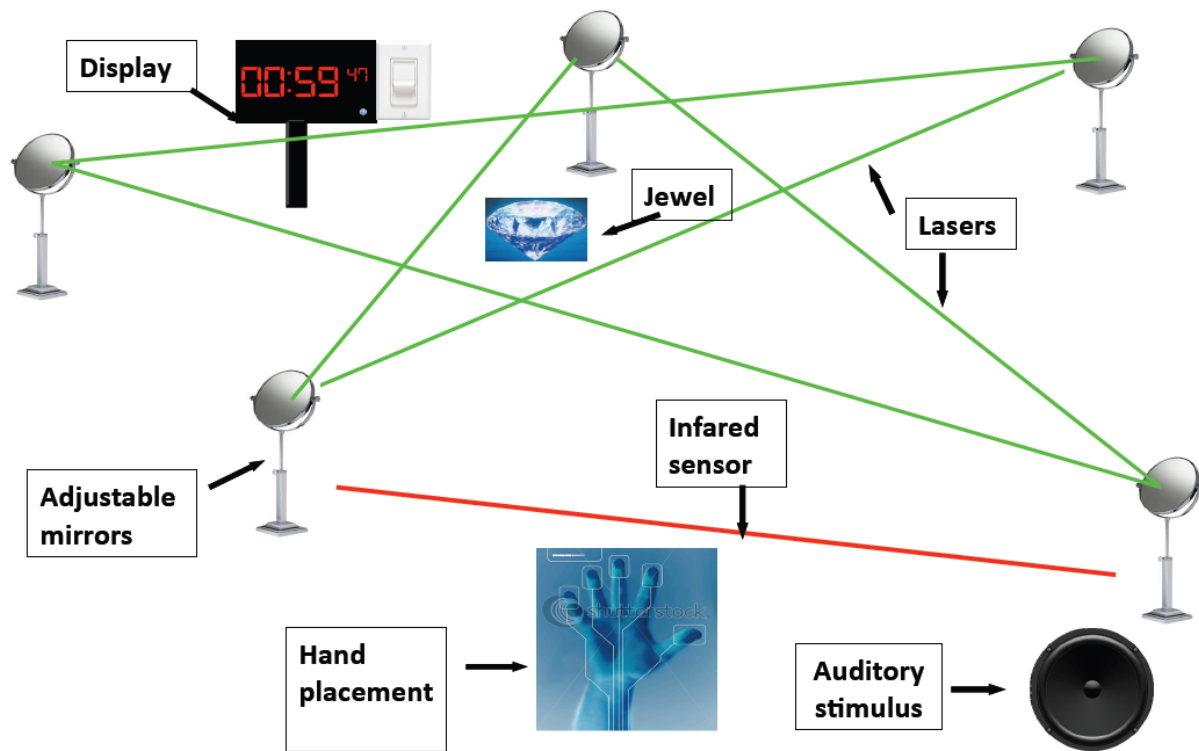 Display
00:59 47
Jewel
Lasers
Infared
sensor
Adjustable
mirrors
shutterstock
Hand
placement
Auditory
stimulus